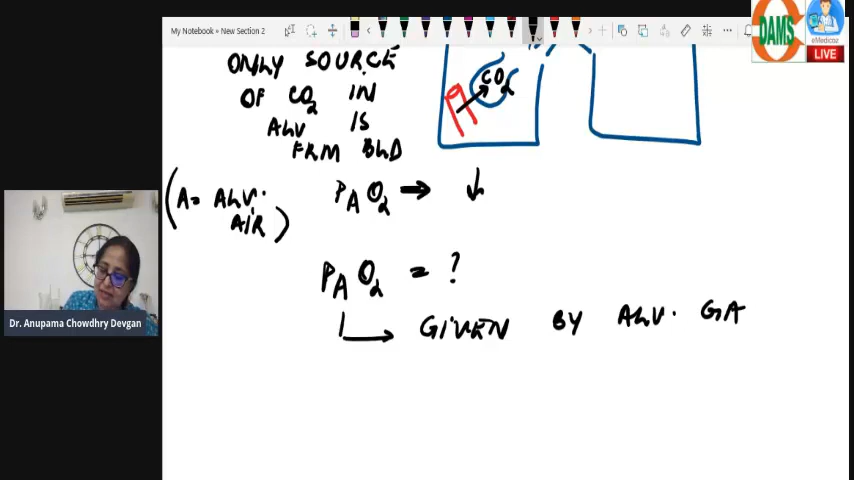 My Notebook » New Section 2
DAMS
eMedicoz
LIVE
ONLY SOURCE
OF CO2 IN
ALV IS
FRM BLD
CO2
(A= ALV.
AIR)
PAO2 → ↓
PAO2 = ?
GIVEN BY ALV. GA
Dr. Anupama Chowdhry Devgan